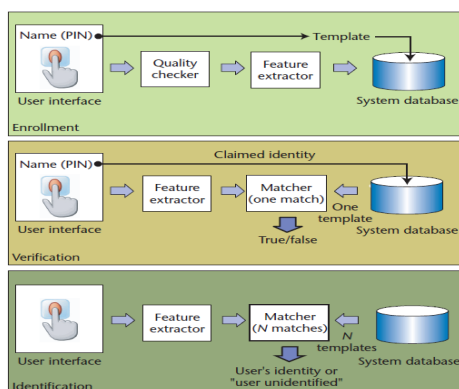 Name (PIN)
Template
Quality
checker
Feature
extractor
User interface
System database
Enrollment
Name (PIN)
Claimed identity
Feature
extractor
Matcher
(one match)
One
template
User interface
True/false
System database
Verification
Feature
extractor
Matcher
(N matches)
N
templates
User interface
System database
User's identity or
"user unidentified"
Identification